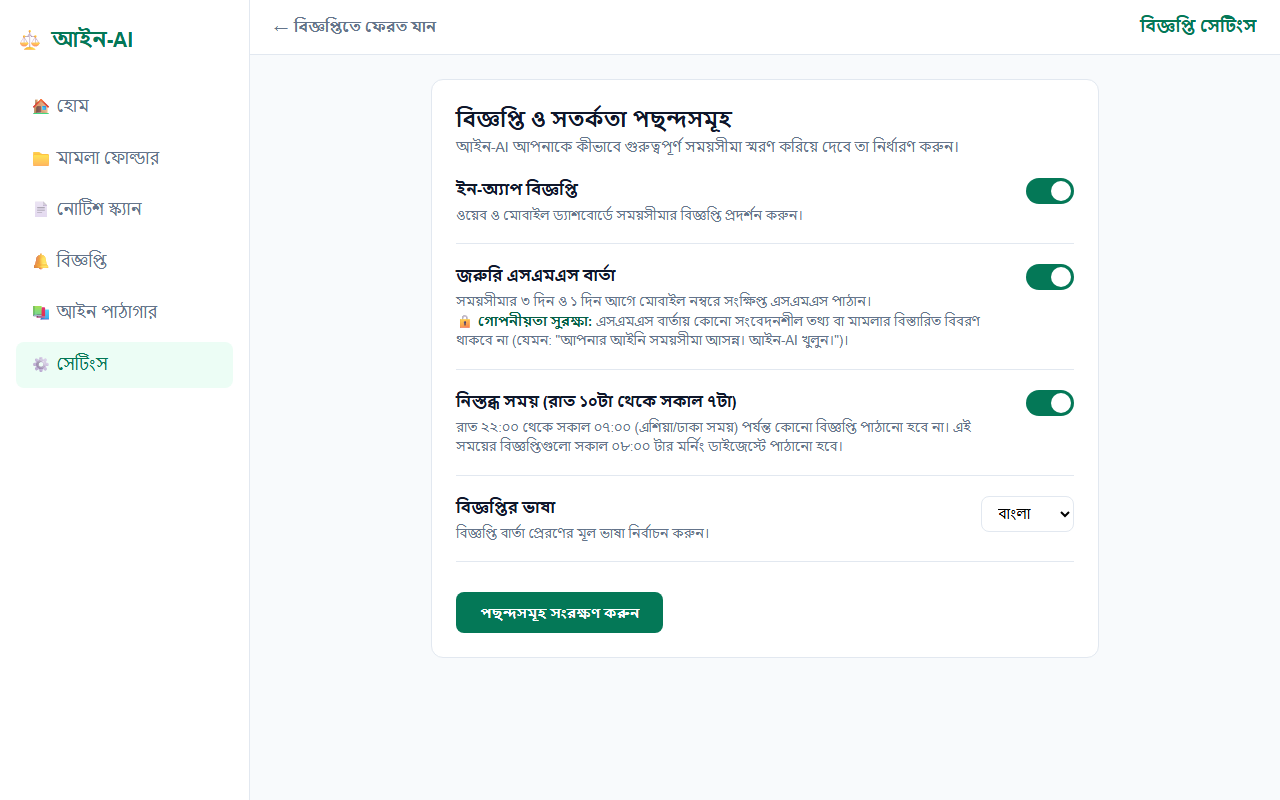 আইন-AI
হোম
মামলা ফোল্ডার
নোটিশ স্ক্যান
বিজ্ঞপ্তি
আইন পাঠাগার
সেটিংস
← বিজ্ঞপ্তিতে ফেরত যান
বিজ্ঞপ্তি সেটিংস
বিজ্ঞপ্তি ও সতর্কতা পছন্দসমূহ
আইন-AI আপনাকে কীভাবে গুরুত্বপূর্ণ সময়সীমা স্মরণ করিয়ে দেবে তা নির্ধারণ করুন।
ইন-অ্যাপ বিজ্ঞপ্তি
ওয়েব ও মোবাইল ড্যাশবোর্ডে সময়সীমার বিজ্ঞপ্তি প্রদর্শন করুন।
জরুরি এসএমএস বার্তা
সময়সীমার ৩ দিন ও ১ দিন আগে মোবাইল নম্বরে সংক্ষিপ্ত এসএমএস পাঠান।
গোপনীয়তা সুরক্ষা: এসএমএস বার্তায় কোনো সংবেদনশীল তথ্য বা মামলার বিস্তারিত বিবরণ
থাকবে না (যেমন: "আপনার আইনি সময়সীমা আসন্ন। আইন-AI খুলুন।")।
নিস্তব্ধ সময় (রাত ১০টা থেকে সকাল ৭টা)
রাত ২২:০০ থেকে সকাল ০৭:০০ (এশিয়া/ঢাকা সময়) পর্যন্ত কোনো বিজ্ঞপ্তি পাঠানো হবে না। এই
সময়ের বিজ্ঞপ্তিগুলো সকাল ০৮:০০ টার মর্নিং ডাইজেস্টে পাঠানো হবে।
বিজ্ঞপ্তির ভাষা
বাংলা
বিজ্ঞপ্তি বার্তা প্রেরণের মূল ভাষা নির্বাচন করুন।
পছন্দসমূহ সংরক্ষণ করুন